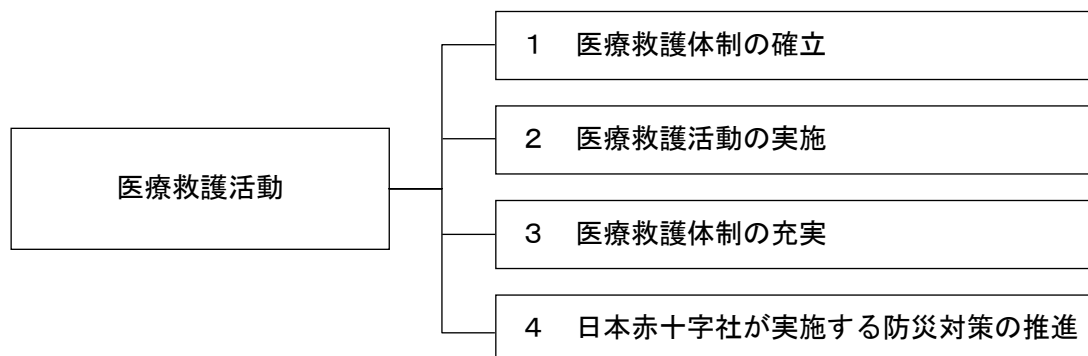 医療救護活動
１　医療救護体制の確立
２　医療救護活動の実施
３　医療救護体制の充実
４　日本赤十字社が実施する防災対策の推進